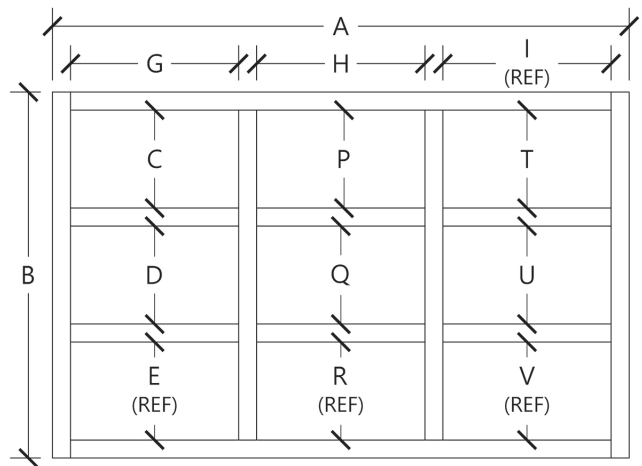 A
G H I
(REF)
C P T
B D Q U
E R V
(REF) (REF) (REF)